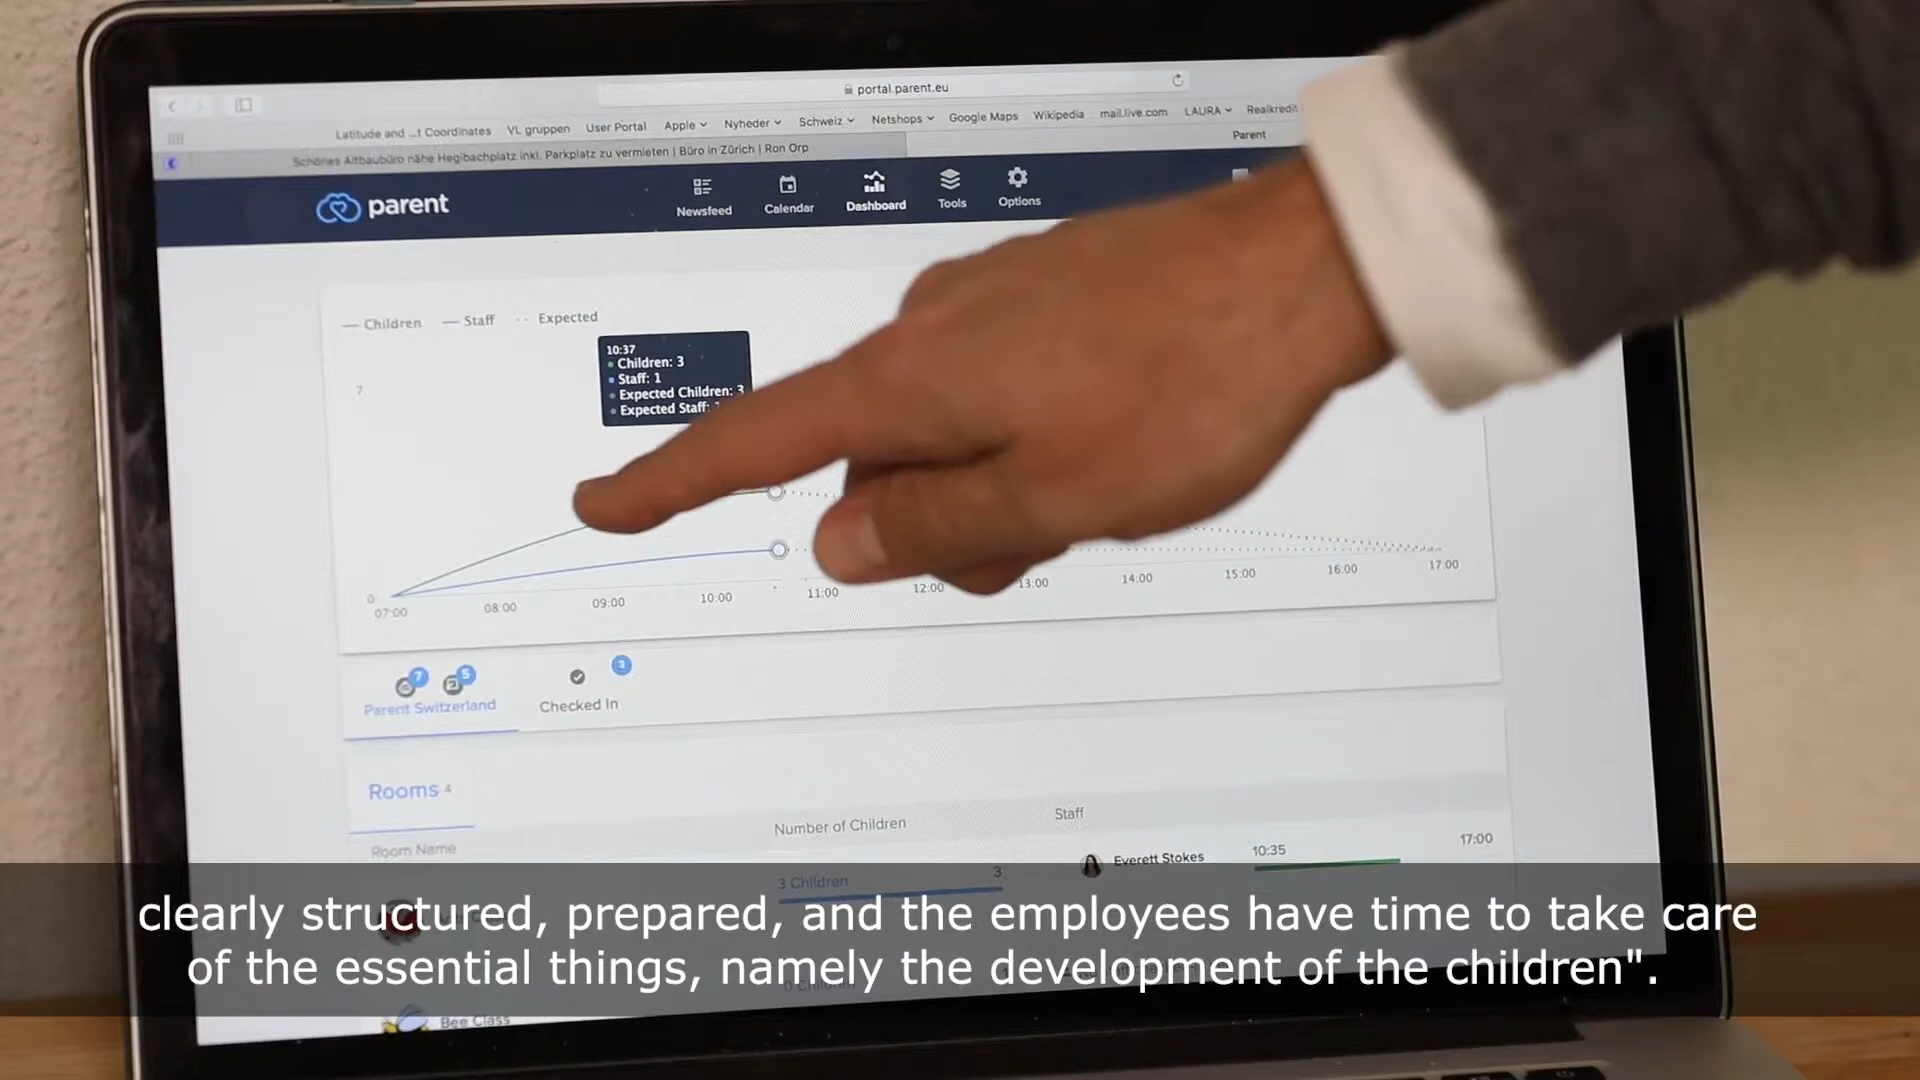 portal.parent.eu
Latitude and ...t Coordinates VL gruppen User Portal Apple Nyheder Schweiz Netshops Google Maps Wikipedia mail.live.com LAURA Realkredit
Schönes Altbaubüro nähe Hegibachplatz inkl. Parkplatz zu vermieten | Büro in Zürich | Ron Orp
Parent
parent
Newsfeed Calendar Dashboard Tools Options
Children Staff Expected
10:37
Children: 3
Staff: 1
Expected Children: 3
Expected Staff:
7
0
07:00 08:00 09:00 10:00 11:00 12:00 13:00 14:00 15:00 16:00 17:00
7 5 3
Parent Switzerland Checked In
Rooms 4
Room Name Number of Children Staff
3 Children 3 Everett Stokes 10:35 17:00
clearly structured, prepared, and the employees have time to take care
of the essential things, namely the development of the children".
Bee Class